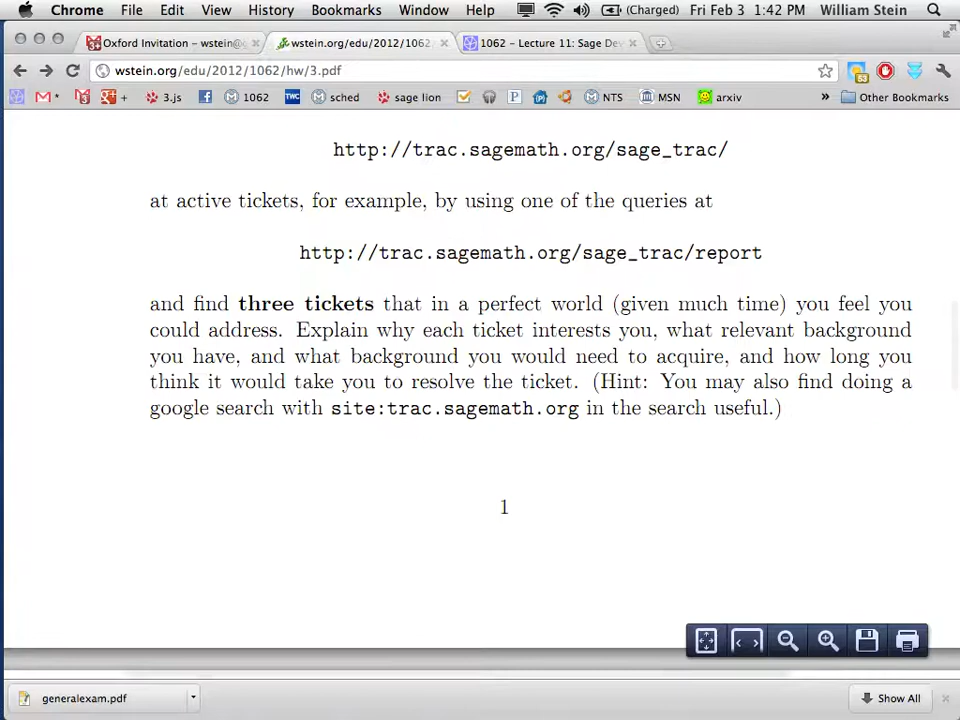 Chrome File Edit View History Bookmarks Window Help (Charged) Fri Feb 3 1:42 PM William Stein
Oxford Invitation – wstein@ wstein.org/edu/2012/1062 1062 – Lecture 11: Sage De
wstein.org/edu/2012/1062/hw/3.pdf
+ 3.js 1062 sched sage lion NTS MSN arxiv » Other Bookmarks
http://trac.sagemath.org/sage_trac/
at active tickets, for example, by using one of the queries at
http://trac.sagemath.org/sage_trac/report
and find three tickets that in a perfect world (given much time) you feel you
could address. Explain why each ticket interests you, what relevant background
you have, and what background you would need to acquire, and how long you
think it would take you to resolve the ticket. (Hint: You may also find doing a
google search with site:trac.sagemath.org in the search useful.)
1
generalexam.pdf Show All